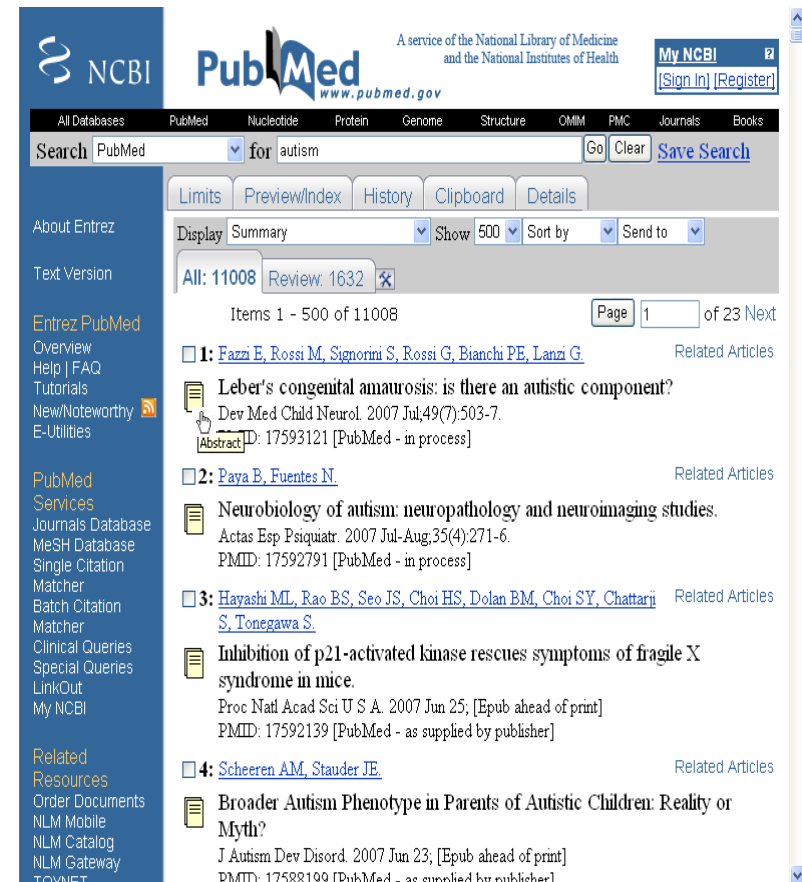 NCBI
PubMed
www.pubmed.gov
A service of the National Library of Medicine
and the National Institutes of Health
My NCBI ?
[Sign In] [Register]
All Databases PubMed Nucleotide Protein Genome Structure OMIM PMC Journals Books
Search PubMed for autism Go Clear Save Search
Limits Preview/Index History Clipboard Details
Display Summary Show 500 Sort by Send to
All: 11008 Review: 1632
Items 1 - 500 of 11008 Page 1 of 23 Next
About Entrez
Text Version
Entrez PubMed
Overview
Help | FAQ
Tutorials
New/Noteworthy
E-Utilities
PubMed
Services
Journals Database
MeSH Database
Single Citation
Matcher
Batch Citation
Matcher
Clinical Queries
Special Queries
LinkOut
My NCBI
Related
Resources
Order Documents
NLM Mobile
NLM Catalog
NLM Gateway
TOXNET
1: Fazzi E, Rossi M, Signorini S, Rossi G, Bianchi PE, Lanzi G. Related Articles
Leber's congenital amaurosis: is there an autistic component?
Dev Med Child Neurol. 2007 Jul;49(7):503-7.
Abstract
D: 17593121 [PubMed - in process]
2: Paya B, Fuentes N. Related Articles
Neurobiology of autism: neuropathology and neuroimaging studies.
Actas Esp Psiquiatr. 2007 Jul-Aug;35(4):271-6.
PMID: 17592791 [PubMed - in process]
3: Hayashi ML, Rao BS, Seo JS, Choi HS, Dolan BM, Choi SY, Chattarji Related Articles
S, Tonegawa S.
Inhibition of p21-activated kinase rescues symptoms of fragile X
syndrome in mice.
Proc Natl Acad Sci U S A. 2007 Jun 25; [Epub ahead of print]
PMID: 17592139 [PubMed - as supplied by publisher]
4: Scheeren AM, Stauder JE. Related Articles
Broader Autism Phenotype in Parents of Autistic Children: Reality or
Myth?
J Autism Dev Disord. 2007 Jun 23; [Epub ahead of print]
PMID: 17588199 [PubMed - as supplied by publisher]